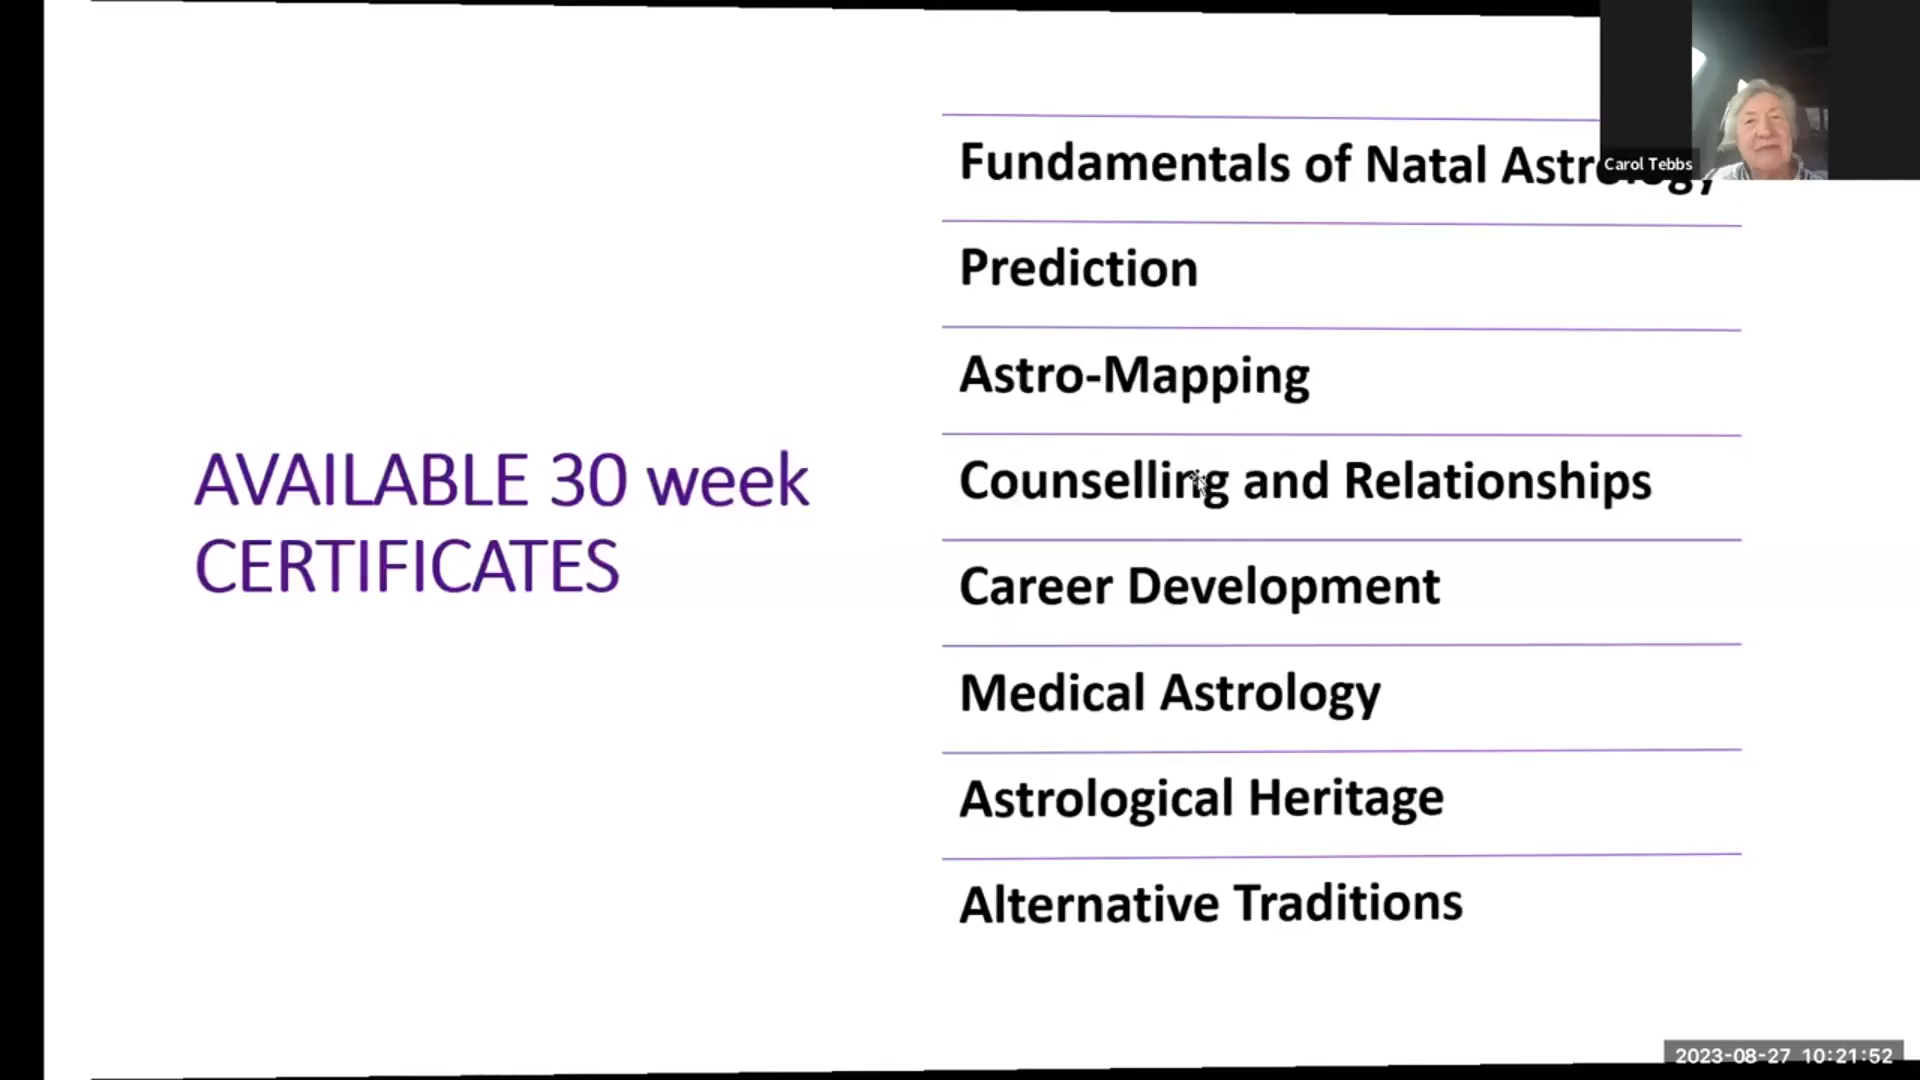 Fundamentals of Natal Astrology
Carol Tebbs
Prediction
Astro-Mapping
AVAILABLE 30 week
CERTIFICATES
Counselling and Relationships
Career Development
Medical Astrology
Astrological Heritage
Alternative Traditions
2023-08-27 10:21:52